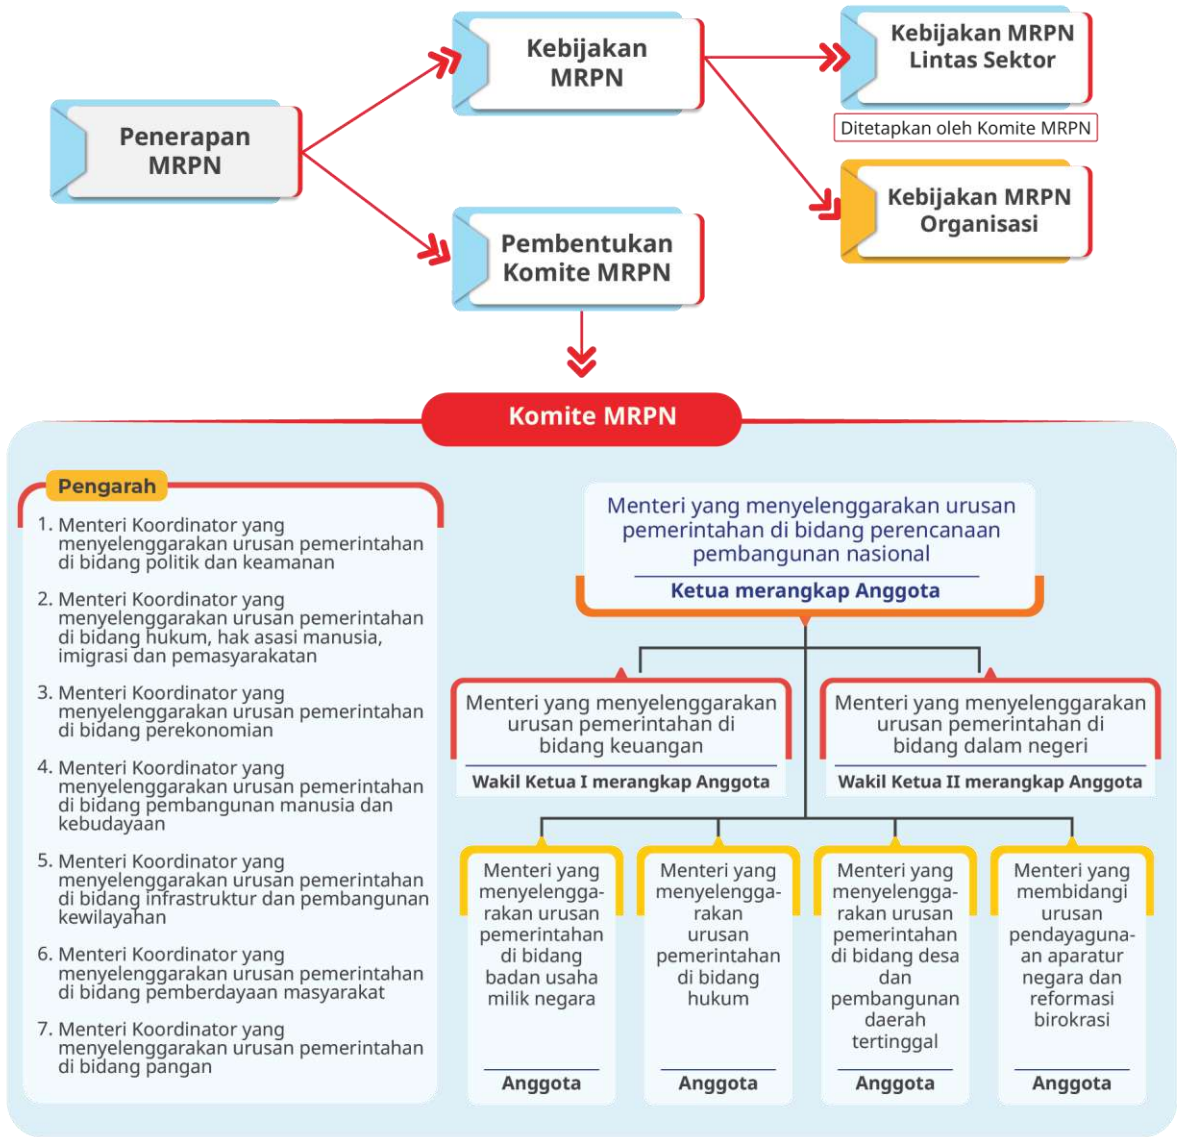 Penerapan
MRPN
Kebijakan
MRPN
Pembentukan
Komite MRPN
Kebijakan MRPN
Lintas Sektor
Ditetapkan oleh Komite MRPN
Kebijakan MRPN
Organisasi
Komite MRPN
Pengarah
1. Menteri Koordinator yang
menyelenggarakan urusan pemerintahan
di bidang politik dan keamanan
2. Menteri Koordinator yang
menyelenggarakan urusan pemerintahan
di bidang hukum, hak asasi manusia,
imigrasi dan pemasyarakatan
3. Menteri Koordinator yang
menyelenggarakan urusan pemerintahan
di bidang perekonomian
4. Menteri Koordinator yang
menyelenggarakan urusan pemerintahan
di bidang pembangunan manusia dan
kebudayaan
5. Menteri Koordinator yang
menyelenggarakan urusan pemerintahan
di bidang infrastruktur dan pembangunan
kewilayahan
6. Menteri Koordinator yang
menyelenggarakan urusan pemerintahan
di bidang pemberdayaan masyarakat
7. Menteri Koordinator yang
menyelenggarakan urusan pemerintahan
di bidang pangan
Menteri yang menyelenggarakan urusan
pemerintahan di bidang perencanaan
pembangunan nasional
Ketua merangkap Anggota
Menteri yang menyelenggarakan
urusan pemerintahan di
bidang keuangan
Wakil Ketua I merangkap Anggota
Menteri yang menyelenggarakan
urusan pemerintahan di
bidang dalam negeri
Wakil Ketua II merangkap Anggota
Menteri yang
menyelengga-
rakan urusan
pemerintahan
di bidang
badan usaha
milik negara
Anggota
Menteri yang
menyelengga-
rakan
urusan
pemerintahan
di bidang
hukum
Anggota
Menteri yang
menyelengga-
rakan urusan
pemerintahan
di bidang desa
dan
pembangunan
daerah
tertinggal
Anggota
Menteri yang
membidangi
urusan
pendayaguna-
an aparatur
negara dan
reformasi
birokrasi
Anggota